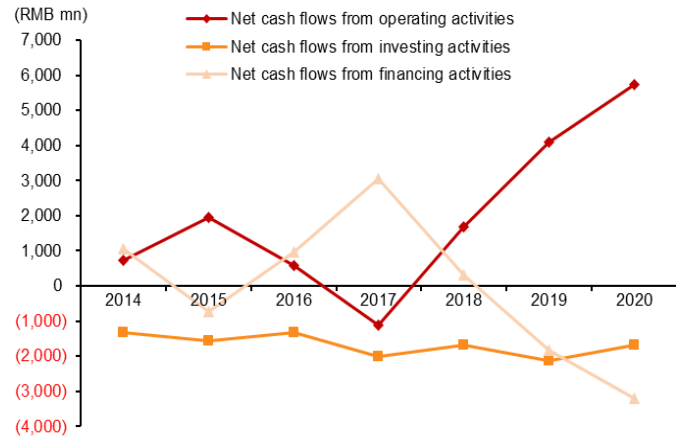 (RMB mn)
Net cash flows from operating activities
Net cash flows from investing activities
Net cash flows from financing activities
7,000
6,000
5,000
4,000
3,000
2,000
1,000
0
2014 2015 2016 2017 2018 2019 2020
(1,000)
(2,000)
(3,000)
(4,000)